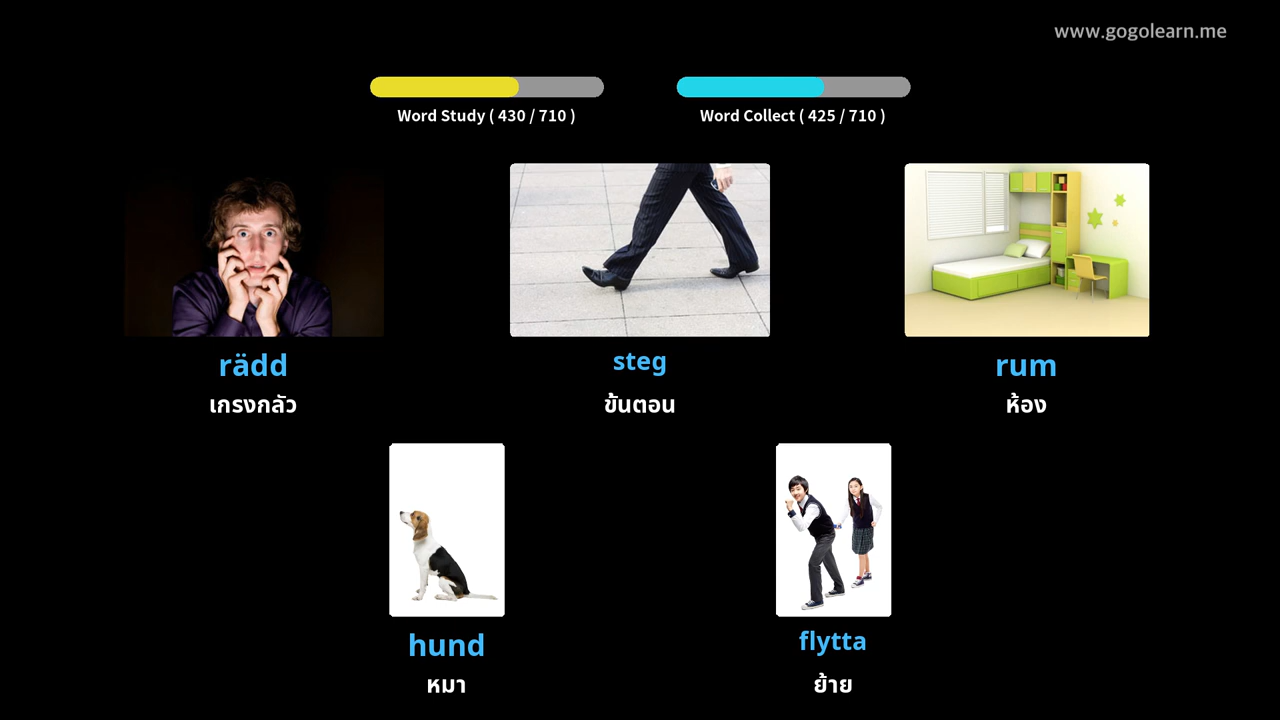 www.gogolearn.me
Word Study ( 430 / 710 )
Word Collect ( 425 / 710 )
rädd
เกรงกลัว
steg
ขั้นตอน
rum
ห้อง
hund
หมา
flytta
ย้าย